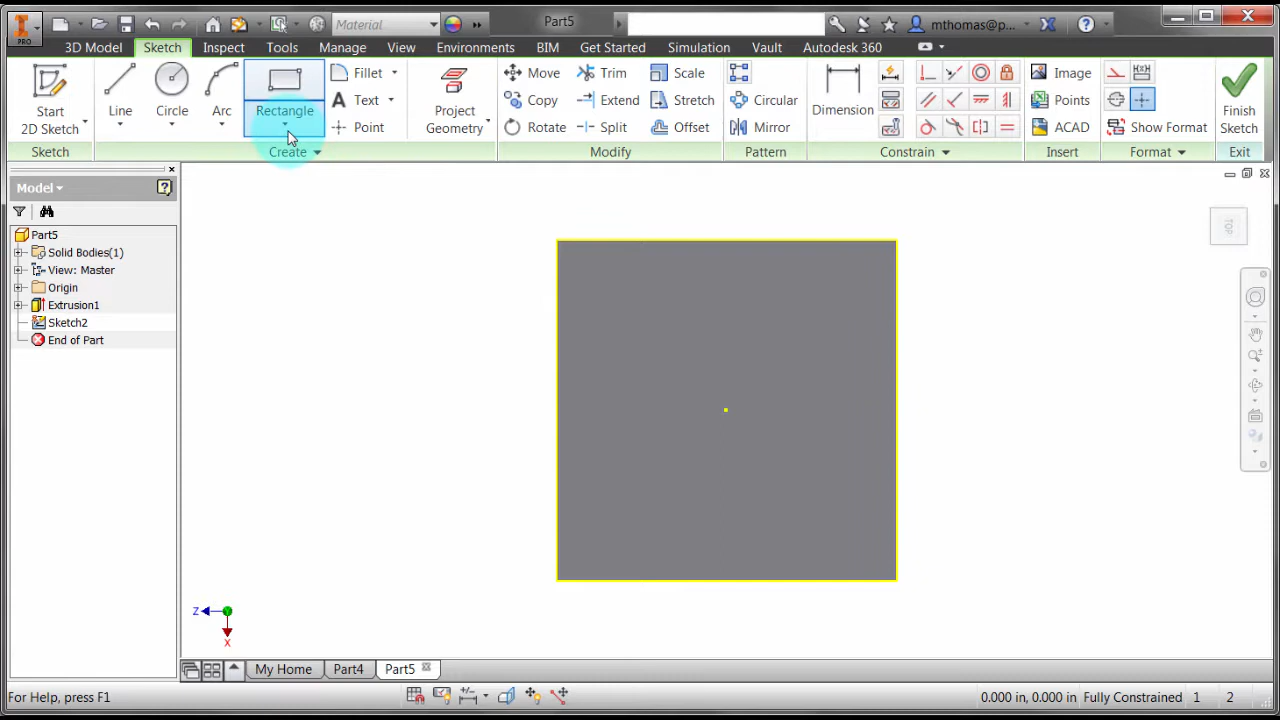 Material Part5 mthomas@p...
PRO
3D Model Sketch Inspect Tools Manage View Environments BIM Get Started Simulation Vault Autodesk 360
Start
2D Sketch
Line Circle Arc Rectangle
Fillet
Text
Point
Project
Geometry
Move Trim Scale
Copy Extend Stretch
Rotate Split Offset
Circular
Mirror
Dimension
Image
Points
ACAD
Show Format
Finish
Sketch
Sketch Create Modify Pattern Constrain Insert Format Exit
Model
Part5
Solid Bodies(1)
View: Master
Origin
Extrusion1
Sketch2
End of Part
TOP
Z
X
My Home Part4 Part5
For Help, press F1 0.000 in, 0.000 in Fully Constrained 1 2